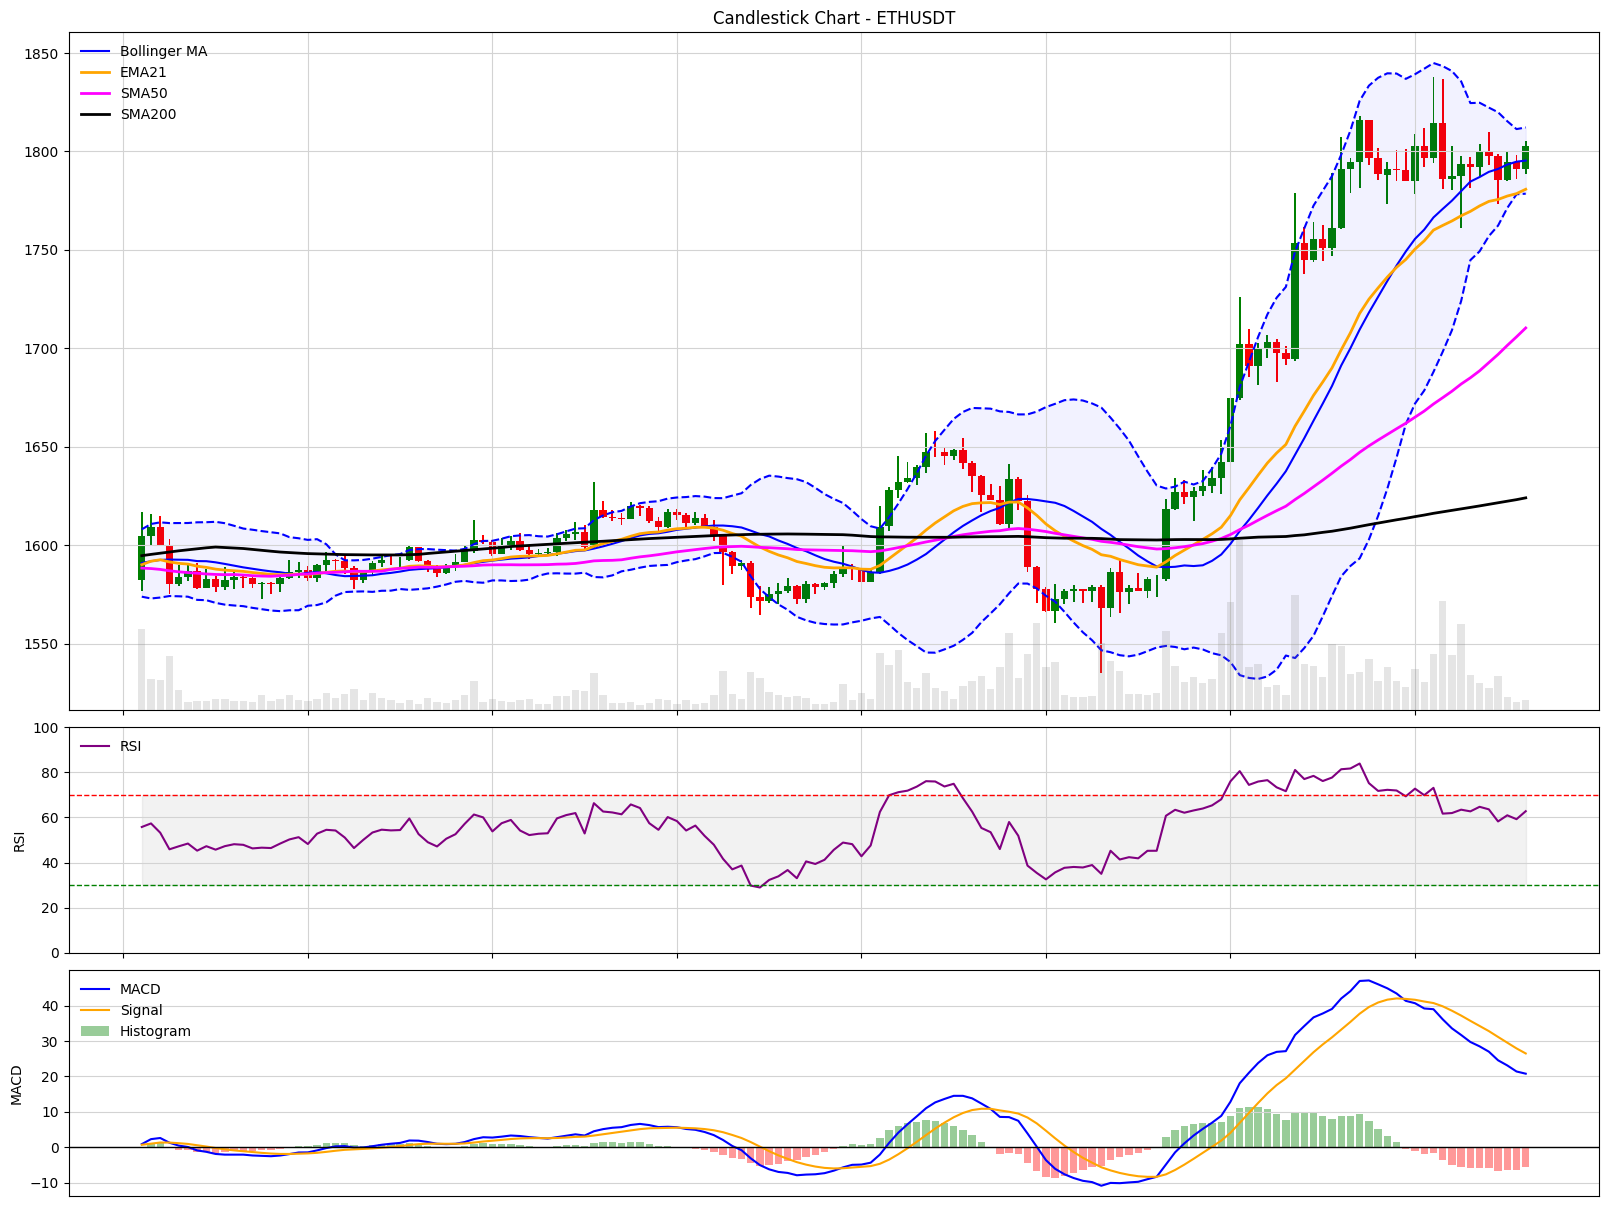 Candlestick Chart - ETHUSDT
Bollinger MA
EMA21
SMA50
SMA200
1850
1800
1750
1700
1650
1600
1550
RSI
100
80
60
40
20
0
RSI
MACD
Signal
Histogram
40
30
20
10
0
−10
MACD